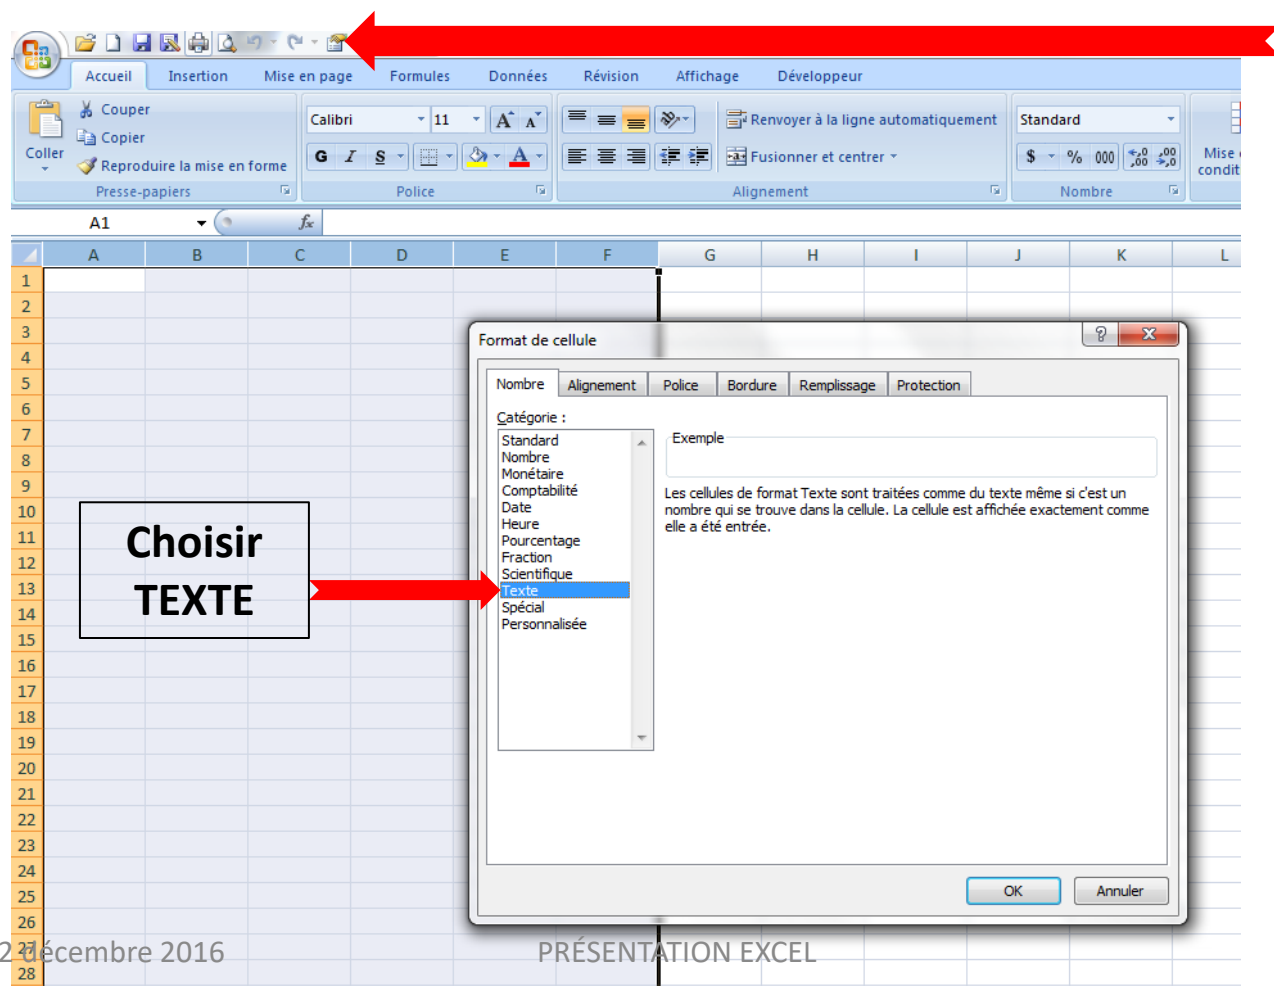 Accueil Insertion Mise en page Formules Données Révision Affichage Développeur
Couper
Copier
Reproduire la mise en forme
Coller
Presse-papiers
Calibri 11
G I S
Police
Renvoyer à la ligne automatiquement
Fusionner et centrer
Alignement
Standard
$ % 000 ,0 ,00 ,00 ,0
Nombre
Mise
condit
A1 fx
A B C D E F G H I J K L
1
2
3
4
5
6
7
8
9
10
11
12
13
14
15
16
17
18
19
20
21
22
23
24
25
26
27
28
Format de cellule
Nombre Alignement Police Bordure Remplissage Protection
Catégorie :
Standard
Nombre
Monétaire
Comptabilité
Date
Heure
Pourcentage
Fraction
Scientifique
Texte
Spécial
Personnalisée
Exemple
Les cellules de format Texte sont traitées comme du texte même si c'est un
nombre qui se trouve dans la cellule. La cellule est affichée exactement comme
elle a été entrée.
OK Annuler
Choisir
TEXTE
2 décembre 2016 PRÉSENTATION EXCEL